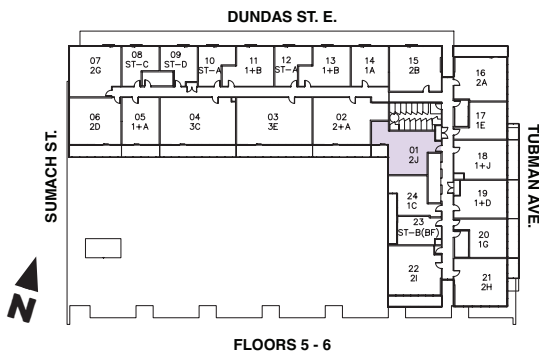 DUNDAS ST. E.
07
2G
08
ST-C
09
ST-D
10
ST-A
11
1+B
12
ST-A
13
1+B
14
1A
15
2B
16
2A
06
2D
05
1+A
04
3C
03
3E
02
2+A
17
1E
01
2J
18
1+J
SUMACH ST.
TUBMAN AVE.
24
1C
19
1+D
23
ST-B(BF)
20
1G
22
2I
21
2H
N
FLOORS 5 - 6